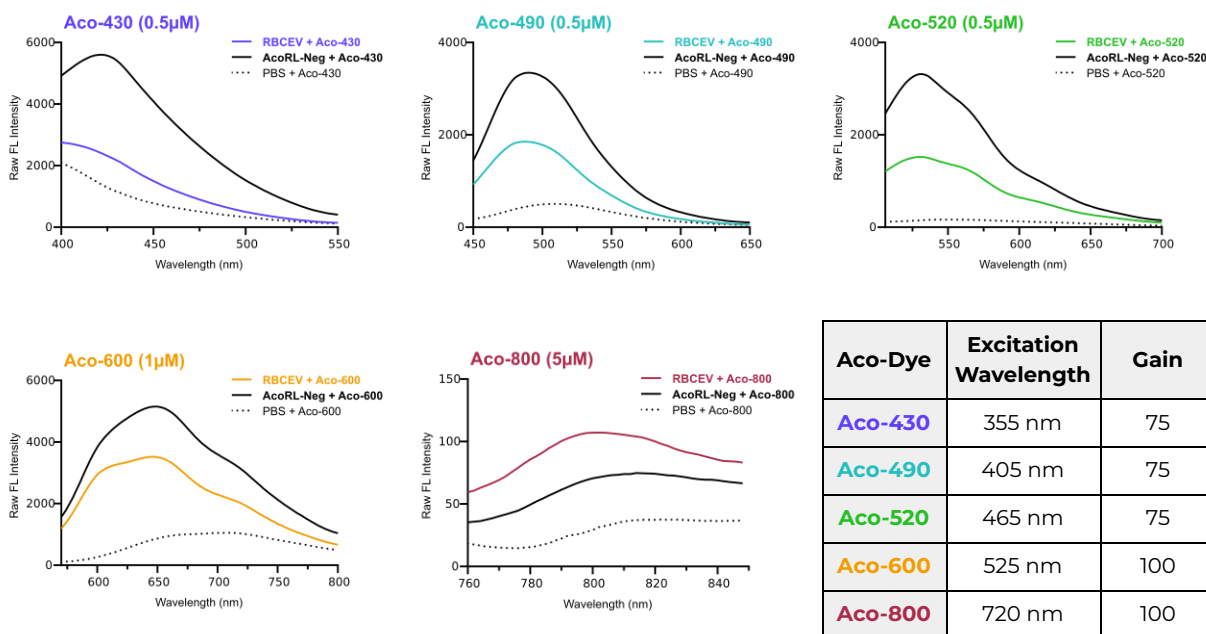 Aco-430 (0.5µM)
6000
4000
2000
0
400
450
500
550
Raw FL Intensity
Wavelength (nm)
RBCEV + Aco-430
AcoRL-Neg + Aco-430
PBS + Aco-430
Aco-490 (0.5µM)
4000
2000
0
450
500
550
600
650
Raw FL Intensity
Wavelength (nm)
RBCEV + Aco-490
AcoRL-Neg + Aco-490
PBS + Aco-490
Aco-520 (0.5µM)
4000
2000
0
550
600
650
700
Raw FL Intensity
Wavelength (nm)
RBCEV + Aco-520
AcoRL-Neg + Aco-520
PBS + Aco-520
Aco-600 (1µM)
6000
4000
2000
0
600
650
700
750
800
Raw FL Intensity
Wavelength (nm)
RBCEV + Aco-600
AcoRL-Neg + Aco-600
PBS + Aco-600
Aco-800 (5µM)
150
100
50
0
760
780
800
820
840
Raw FL Intensity
Wavelength (nm)
RBCEV + Aco-800
AcoRL-Neg + Aco-800
PBS + Aco-800
Aco-Dye
Excitation
Wavelength
Gain
Aco-430 355 nm 75
Aco-490 405 nm 75
Aco-520 465 nm 75
Aco-600 525 nm 100
Aco-800 720 nm 100